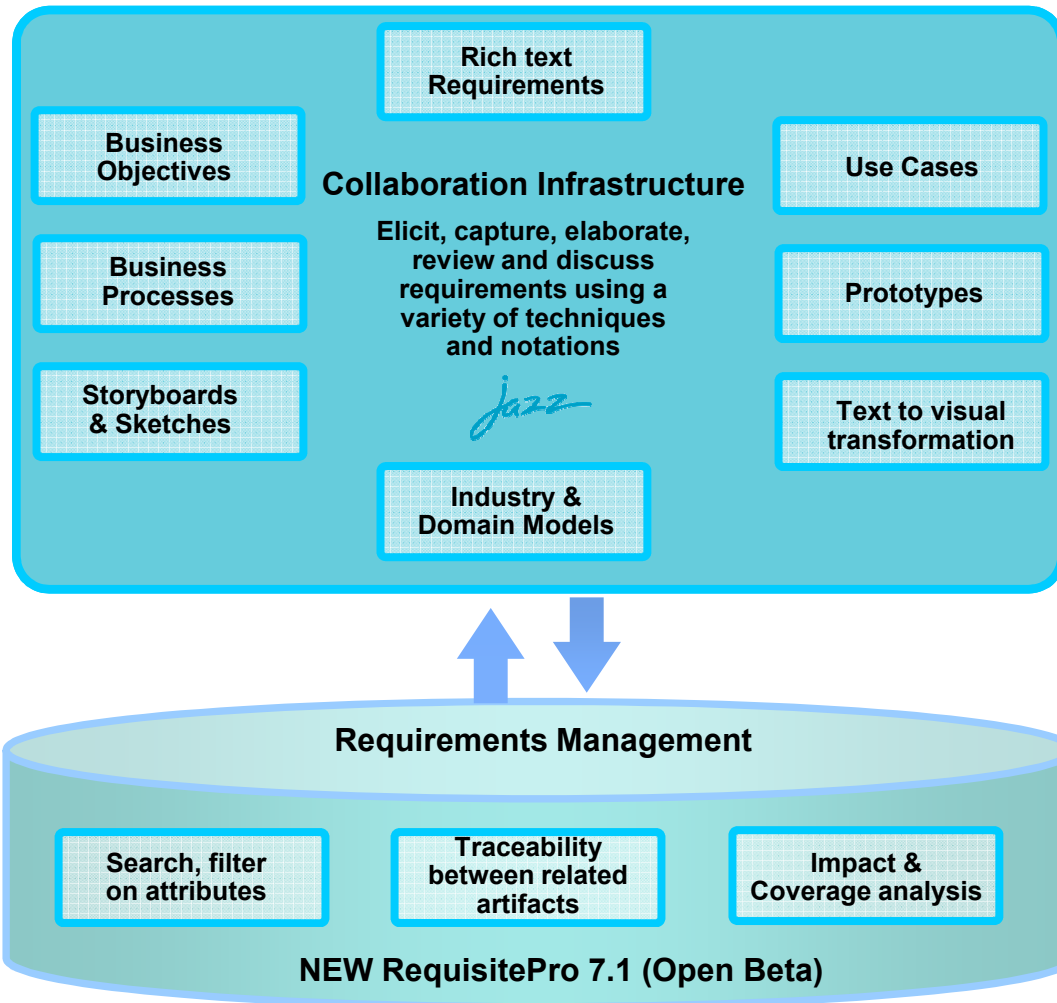 Rich text
Requirements
Business
Objectives
Use Cases
Collaboration Infrastructure
Elicit, capture, elaborate,
review and discuss
requirements using a
variety of techniques
and notations
Business
Processes
Prototypes
Storyboards
& Sketches
jazz
Text to visual
transformation
Industry &
Domain Models
Requirements Management
Search, filter
on attributes
Traceability
between related
artifacts
Impact &
Coverage analysis
NEW RequisitePro 7.1 (Open Beta)